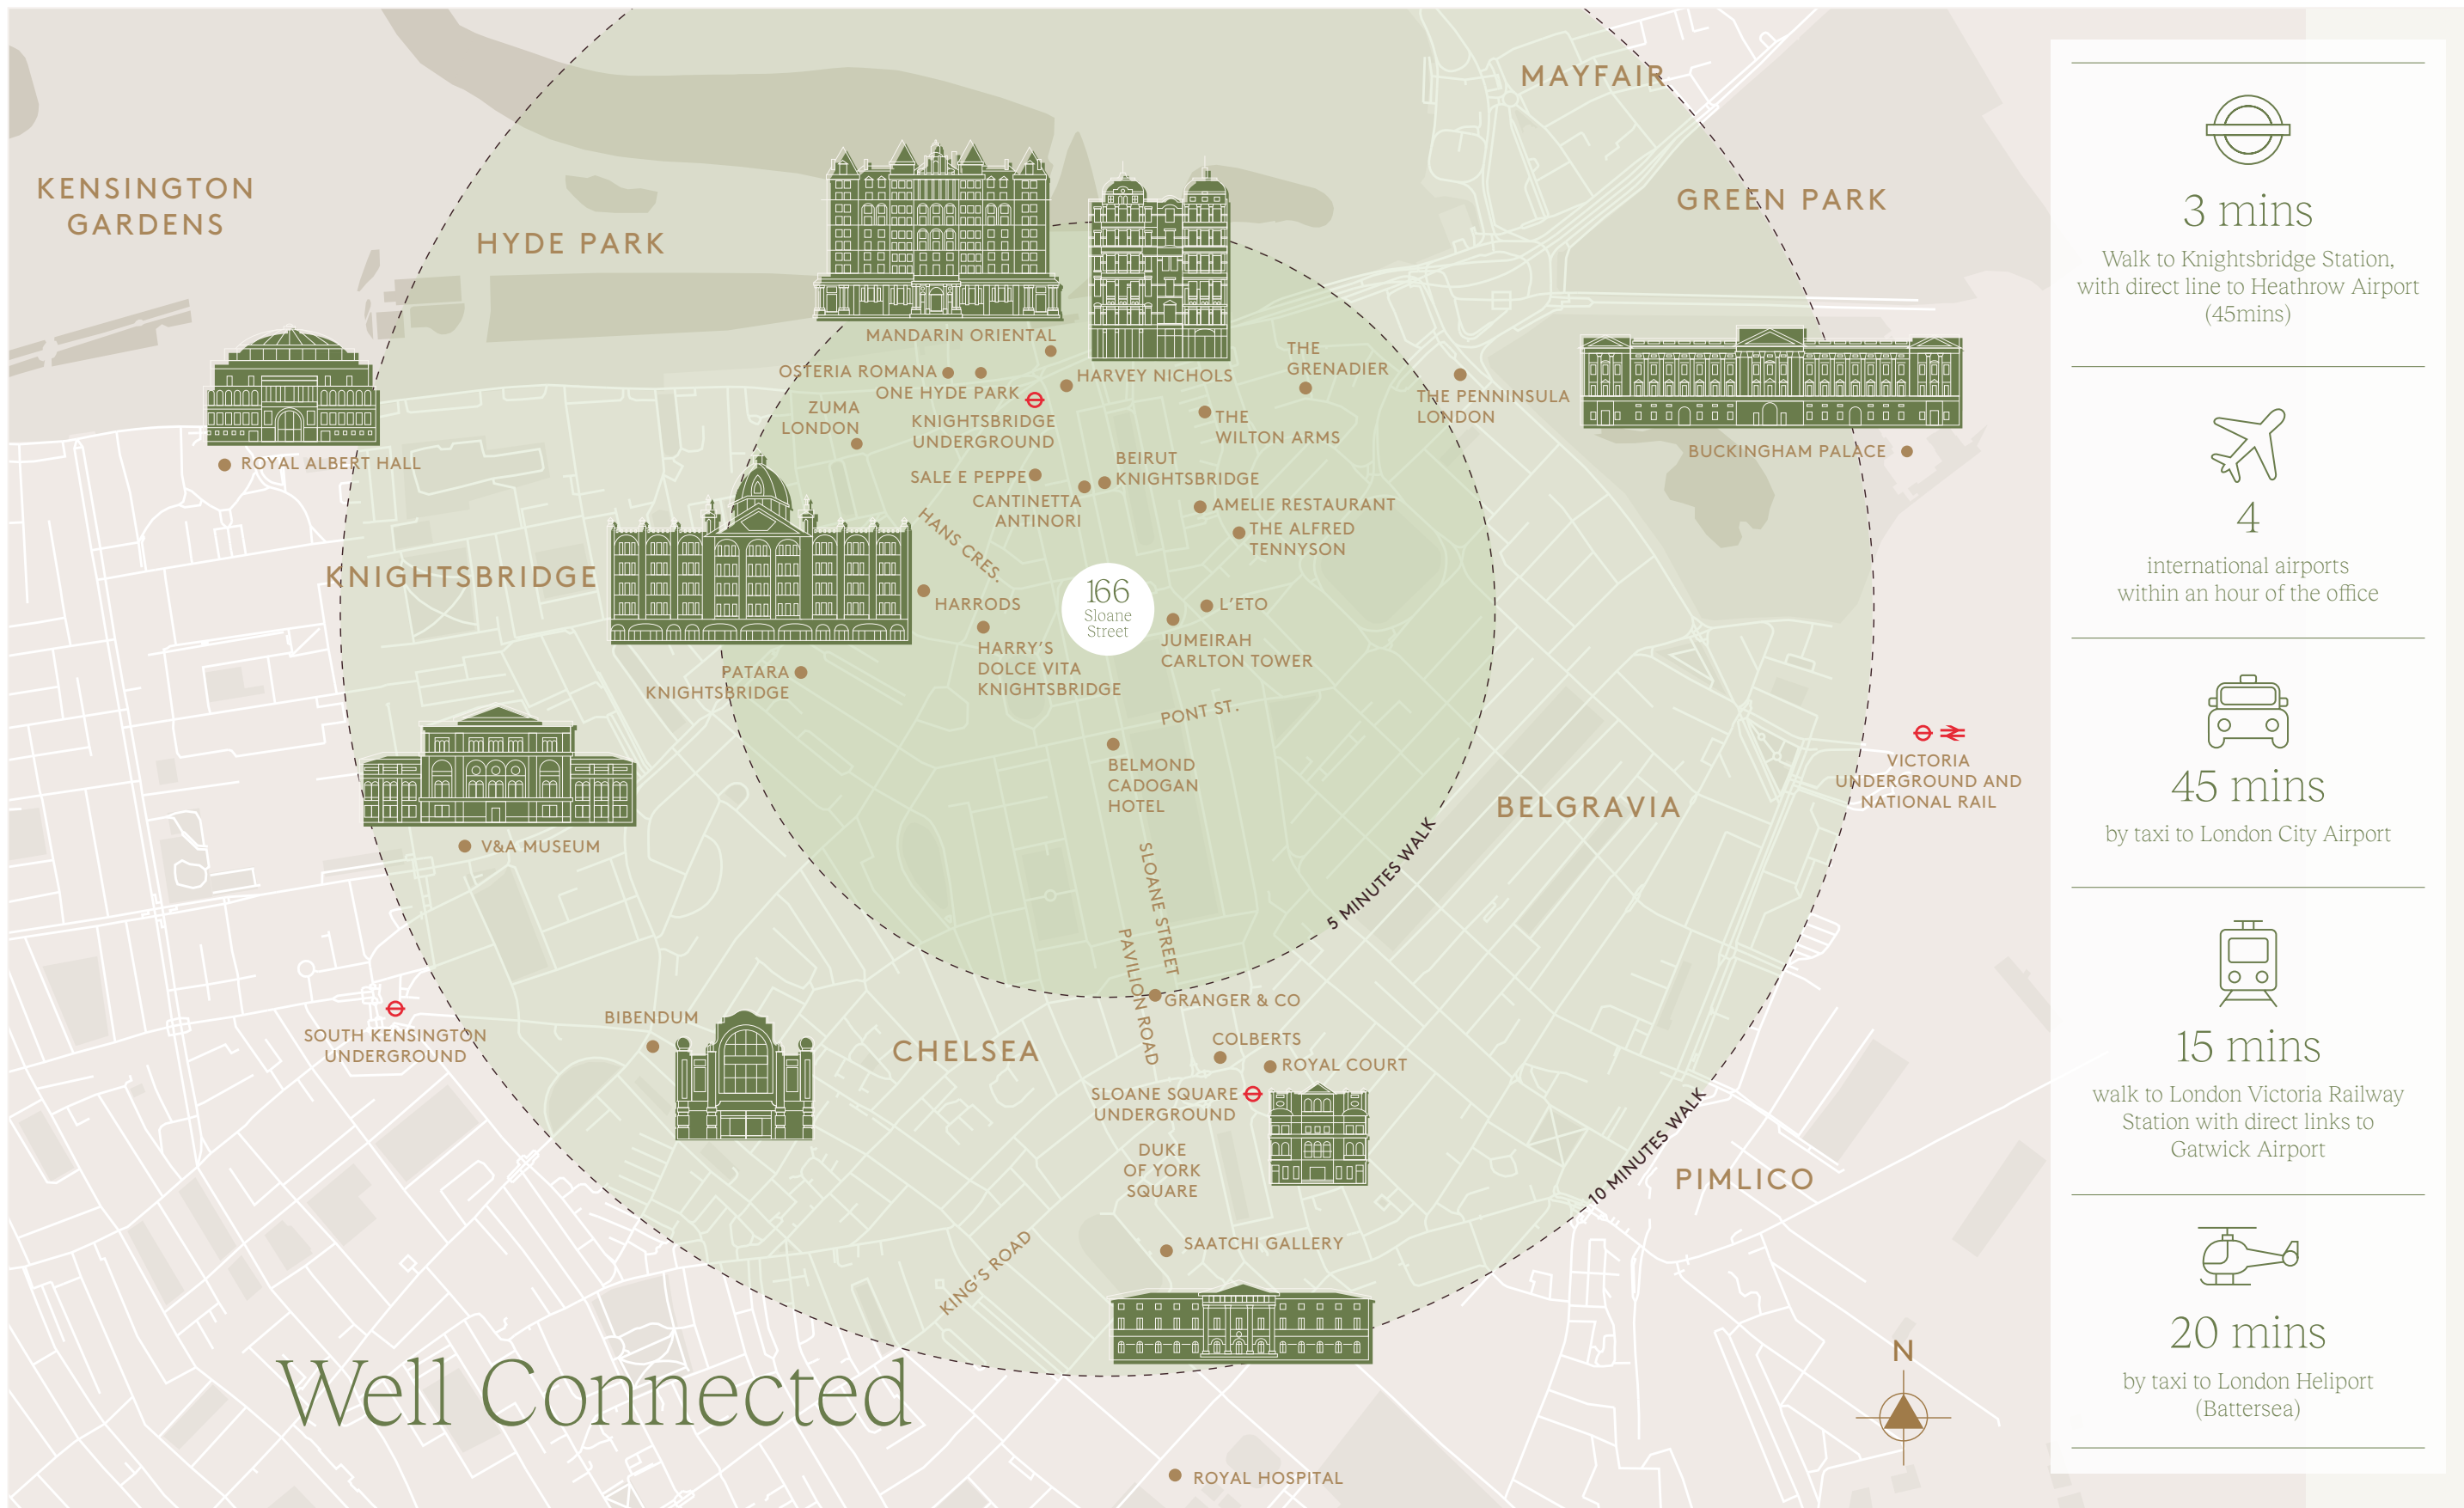 MAYFAIR
KENSINGTON
GARDENS
HYDE PARK
GREEN PARK
MANDARIN ORIENTAL
OSTERIA ROMANA
ONE HYDE PARK
HARVEY NICHOLS
THE
GRENADIER
THE PENNINSULA
LONDON
ZUMA
LONDON
KNIGHTSBRIDGE
UNDERGROUND
THE
WILTON ARMS
BUCKINGHAM PALACE
ROYAL ALBERT HALL
SALE E PEPPE
BEIRUT
KNIGHTSBRIDGE
CANTINETTA
ANTINORI
AMELIE RESTAURANT
THE ALFRED
TENNYSON
HANS CRES.
KNIGHTSBRIDGE
166
Sloane
Street
HARRODS
L'ETO
HARRY'S
DOLCE VITA
KNIGHTSBRIDGE
JUMEIRAH
CARLTON TOWER
PATARA
KNIGHTSBRIDGE
PONT ST.
BELMOND
CADOGAN
HOTEL
VICTORIA
UNDERGROUND AND
NATIONAL RAIL
BELGRAVIA
V&A MUSEUM
SLOANE STREET
5 MINUTES WALK
PAVILION ROAD
GRANGER & CO
SOUTH KENSINGTON
UNDERGROUND
BIBENDUM
CHELSEA
COLBERTS
ROYAL COURT
SLOANE SQUARE
UNDERGROUND
DUKE
OF YORK
SQUARE
10 MINUTES WALK
PIMLICO
KING'S ROAD
SAATCHI GALLERY
Well Connected
N
ROYAL HOSPITAL
3 mins
Walk to Knightsbridge Station,
with direct line to Heathrow Airport
(45mins)
4
international airports
within an hour of the office
45 mins
by taxi to London City Airport
15 mins
walk to London Victoria Railway
Station with direct links to
Gatwick Airport
20 mins
by taxi to London Heliport
(Battersea)